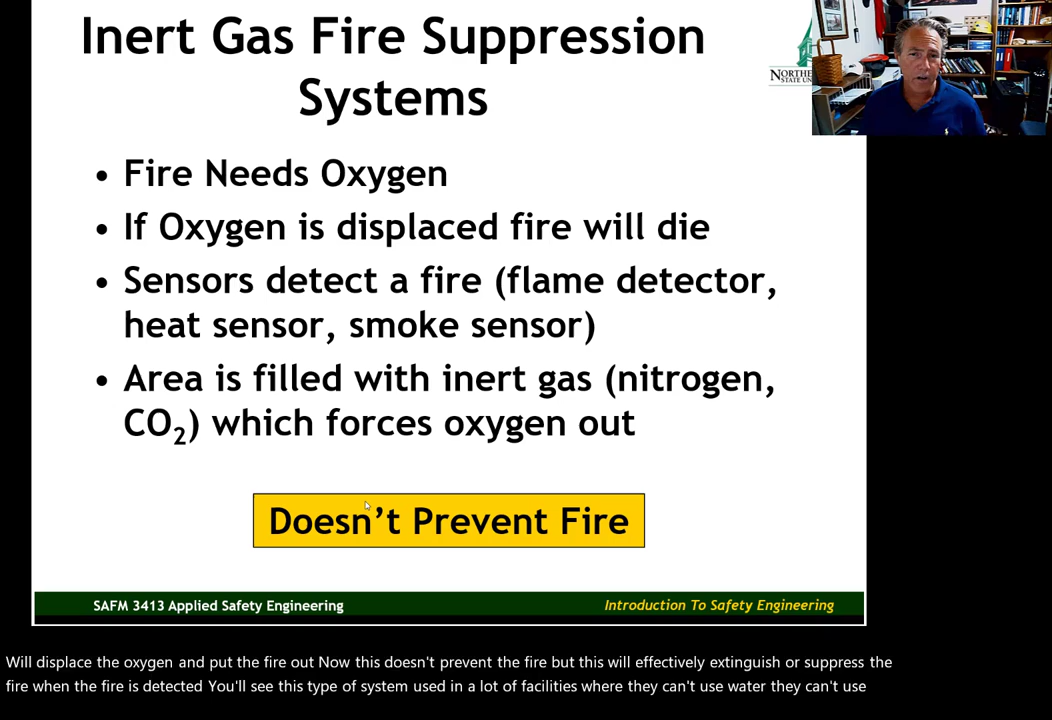 Inert Gas Fire Suppression
Systems
• Fire Needs Oxygen
• If Oxygen is displaced fire will die
• Sensors detect a fire (flame detector,
heat sensor, smoke sensor)
• Area is filled with inert gas (nitrogen,
CO₂) which forces oxygen out
Doesn't Prevent Fire
SAFM 3413 Applied Safety Engineering
Introduction To Safety Engineering
Will displace the oxygen and put the fire out Now this doesn't prevent the fire but this will effectively extinguish or suppress the
fire when the fire is detected You'll see this type of system used in a lot of facilities where they can't use water they can't use